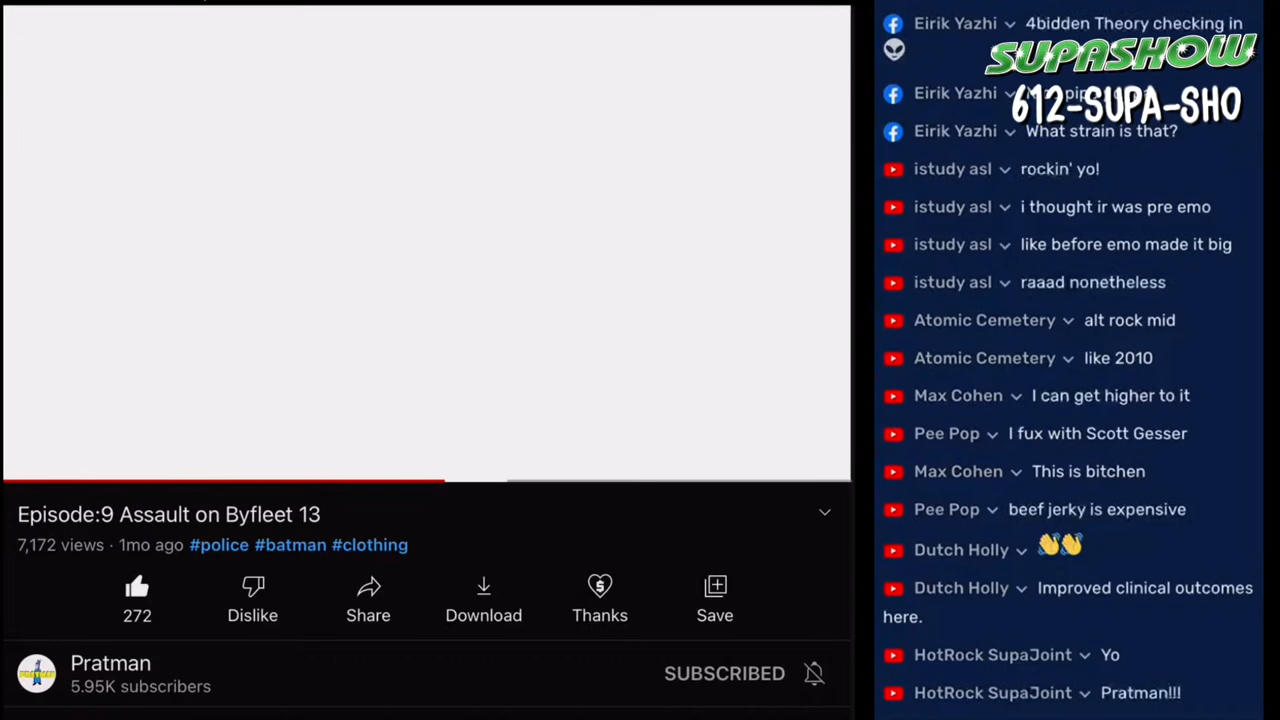 Episode:9 Assault on Byfleet 13
7,172 views · 1mo ago #police #batman #clothing
272
Dislike
Share
Download
Thanks
Save
PRATMAN
Pratman
5.95K subscribers
SUBSCRIBED
Eirik Yazhi 4bidden Theory checking in
👽
SUPASHOW
Eirik Yazhi
612-SUPA-SHO
Eirik Yazhi What strain is that?
istudy asl rockin' yo!
istudy asl i thought ir was pre emo
istudy asl like before emo made it big
istudy asl raaad nonetheless
Atomic Cemetery alt rock mid
Atomic Cemetery like 2010
Max Cohen I can get higher to it
Pee Pop I fux with Scott Gesser
Max Cohen This is bitchen
Pee Pop beef jerky is expensive
Dutch Holly 👏👏
Dutch Holly Improved clinical outcomes
here.
HotRock SupaJoint Yo
HotRock SupaJoint Pratman!!!